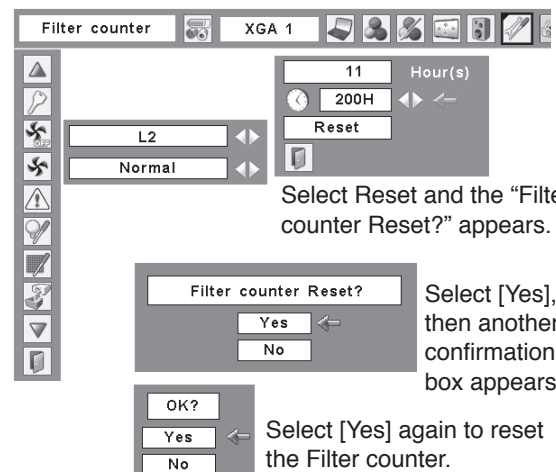 Filter counter
XGA 1
11 Hour(s)
200H
Reset
OFF
L2
Normal
Select Reset and the “Filte
counter Reset?” appears.
Filter counter Reset?
Yes
No
Select [Yes],
then another
confirmation
box appears
OK?
Yes
No
Select [Yes] again to reset
the Filter counter.